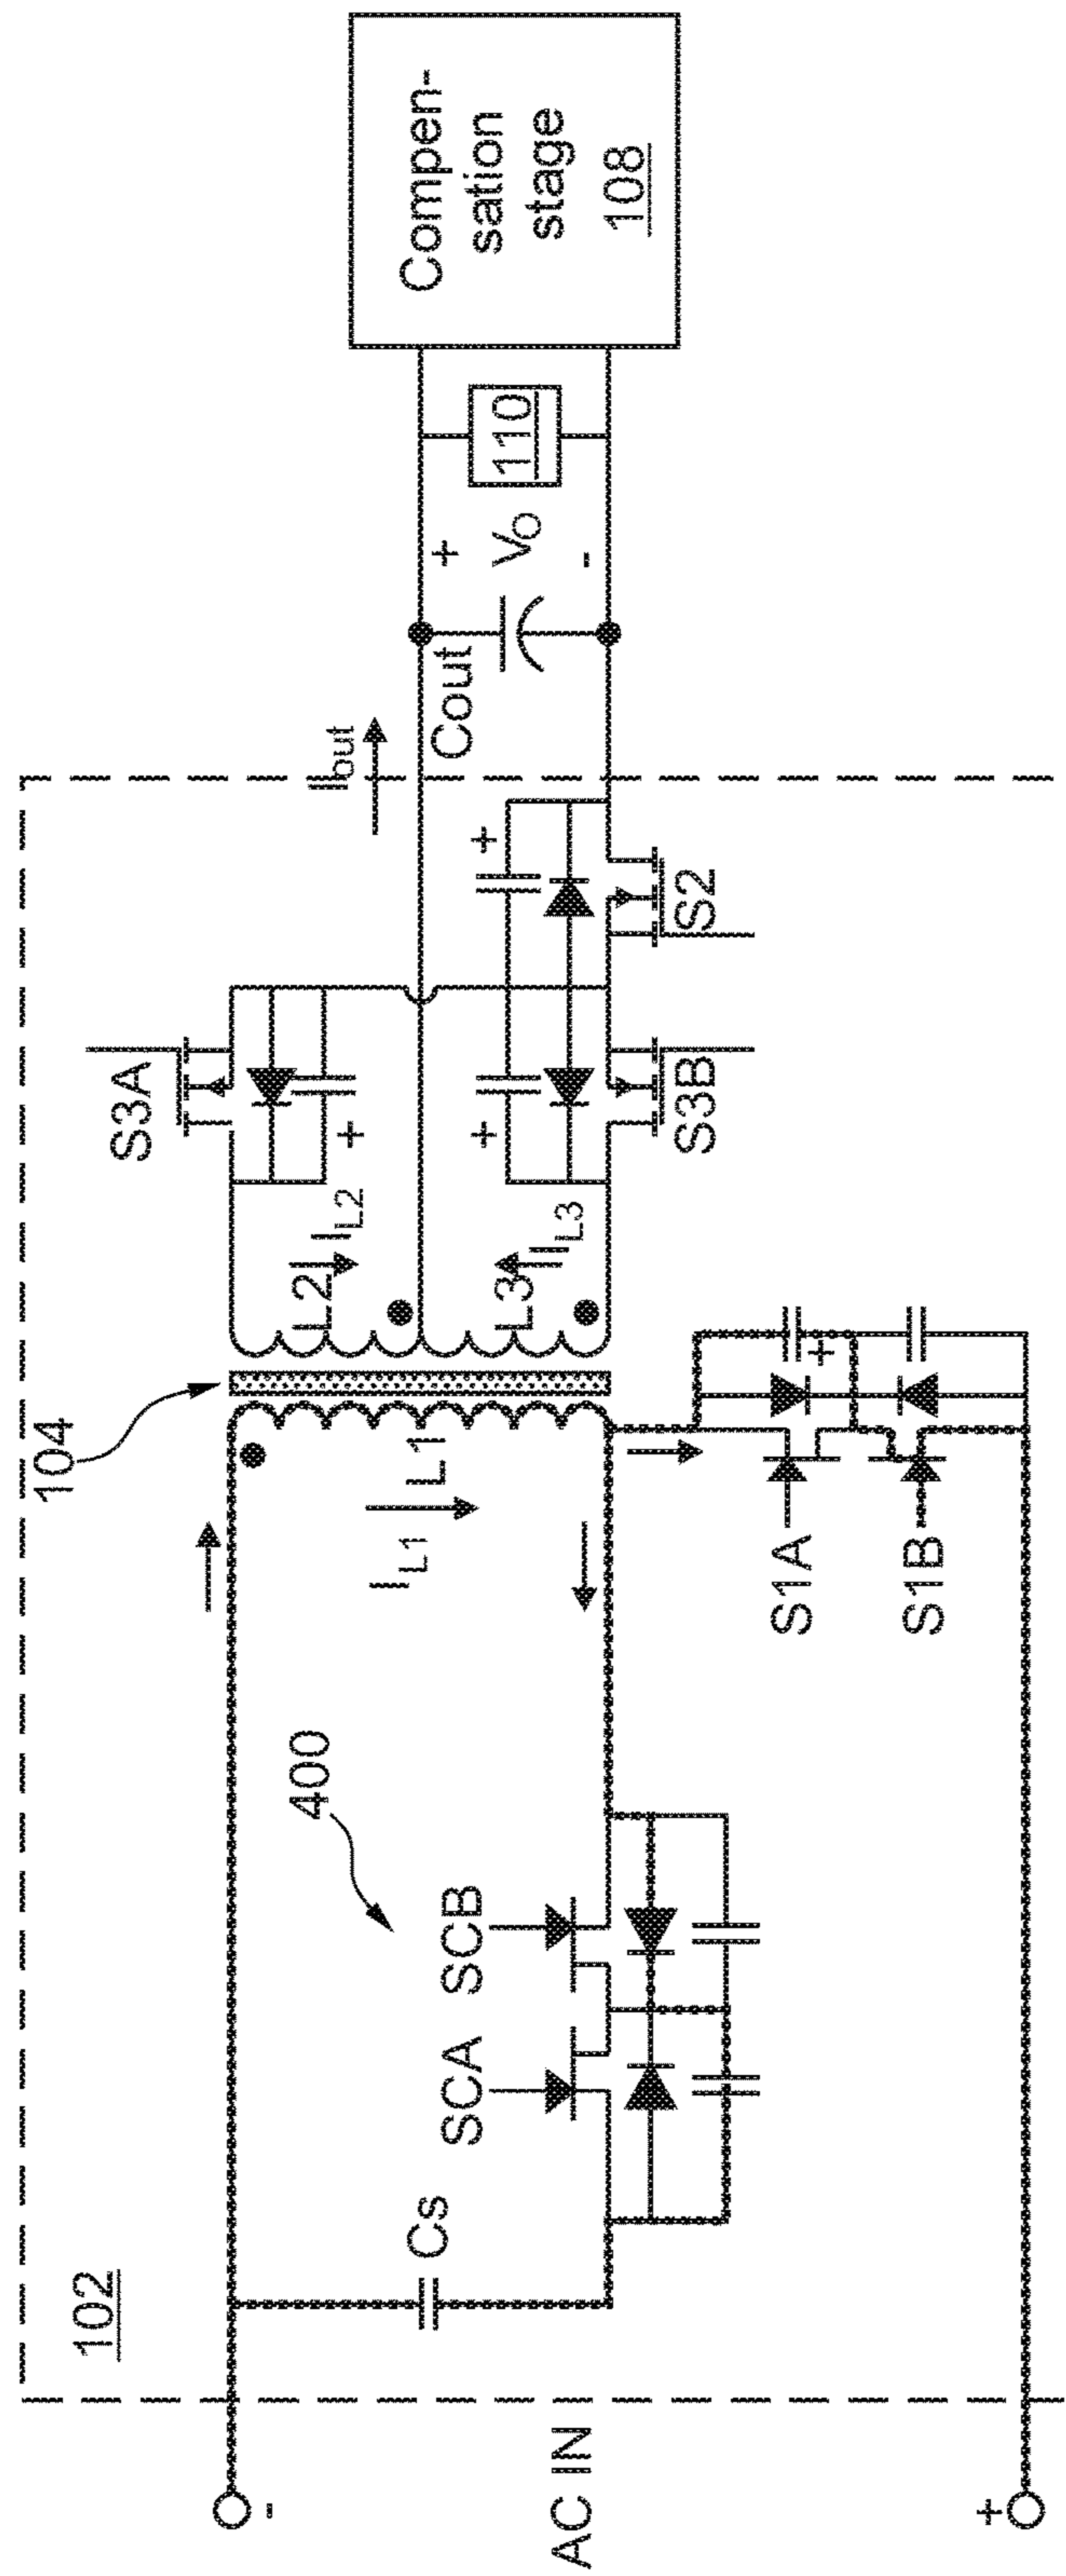 102
AC IN
-
+
Cs
SCA
SCB
400
104
IL1
L1
S1A
S1B
+
L2
IL2
L3
IL3
S3A
+
+
S3B
+
S2
Iout
Cout
+
VO
-
110
Compen-
sation
stage
108